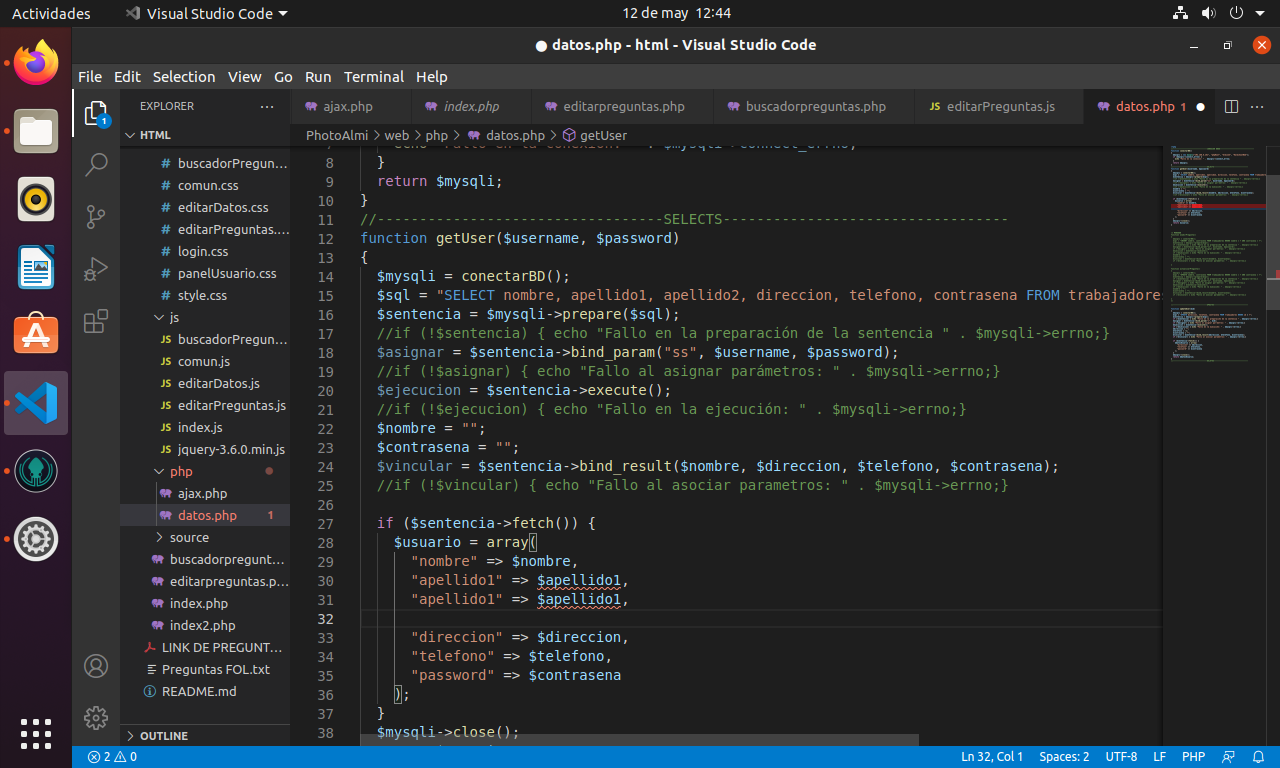 Actividades
Visual Studio Code
12 de may 12:44
● datos.php - html - Visual Studio Code
File Edit Selection View Go Run Terminal Help
EXPLORER
ajax.php
index.php
editarpreguntas.php
buscadorpreguntas.php
JS editarPreguntas.js
datos.php 1
1
HTML
PhotoAlmi > web > php > datos.php > getUser
# buscadorPregun...
# comun.css
# editarDatos.css
# editarPreguntas....
# login.css
# panelUsuario.css
# style.css
js
JS buscadorPregun...
JS comun.js
JS editarDatos.js
JS editarPreguntas.js
JS index.js
JS jquery-3.6.0.min.js
php
ajax.php
datos.php 1
source
buscadorpregunt...
editarpreguntas.p...
index.php
index2.php
LINK DE PREGUNT...
Preguntas FOL.txt
README.md
OUTLINE
7 echo "Fallo en la conexion: " . $mysqli->connect_errno;
8 }
9 return $mysqli;
10 }
11 //----------------------------------SELECTS----------------------------------
12 function getUser($username, $password)
13 {
14 $mysqli = conectarBD();
15 $sql = "SELECT nombre, apellido1, apellido2, direccion, telefono, contrasena FROM trabajadore
16 $sentencia = $mysqli->prepare($sql);
17 //if (!$sentencia) { echo "Fallo en la preparación de la sentencia " . $mysqli->errno;}
18 $asignar = $sentencia->bind_param("ss", $username, $password);
19 //if (!$asignar) { echo "Fallo al asignar parámetros: " . $mysqli->errno;}
20 $ejecucion = $sentencia->execute();
21 //if (!$ejecucion) { echo "Fallo en la ejecución: " . $mysqli->errno;}
22 $nombre = "";
23 $contrasena = "";
24 $vincular = $sentencia->bind_result($nombre, $direccion, $telefono, $contrasena);
25 //if (!$vincular) { echo "Fallo al asociar parametros: " . $mysqli->errno;}
26
27 if ($sentencia->fetch()) {
28 $usuario = array(
29 "nombre" => $nombre,
30 "apellido1" => $apellido1,
31 "apellido1" => $apellido1,
32
33 "direccion" => $direccion,
34 "telefono" => $telefono,
35 "password" => $contrasena
36 );
37 }
38 $mysqli->close();
2 0
Ln 32, Col 1 Spaces: 2 UTF-8 LF PHP